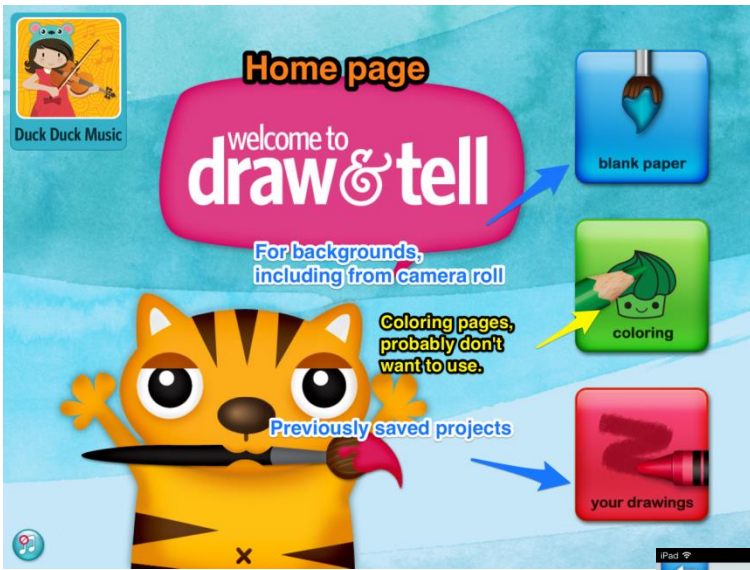 Home page
Duck Duck Music
welcome to
draw & tell
blank paper
For backgrounds,
including from camera roll
Coloring pages,
probably don't
want to use.
coloring
Previously saved projects
your drawings
iPad